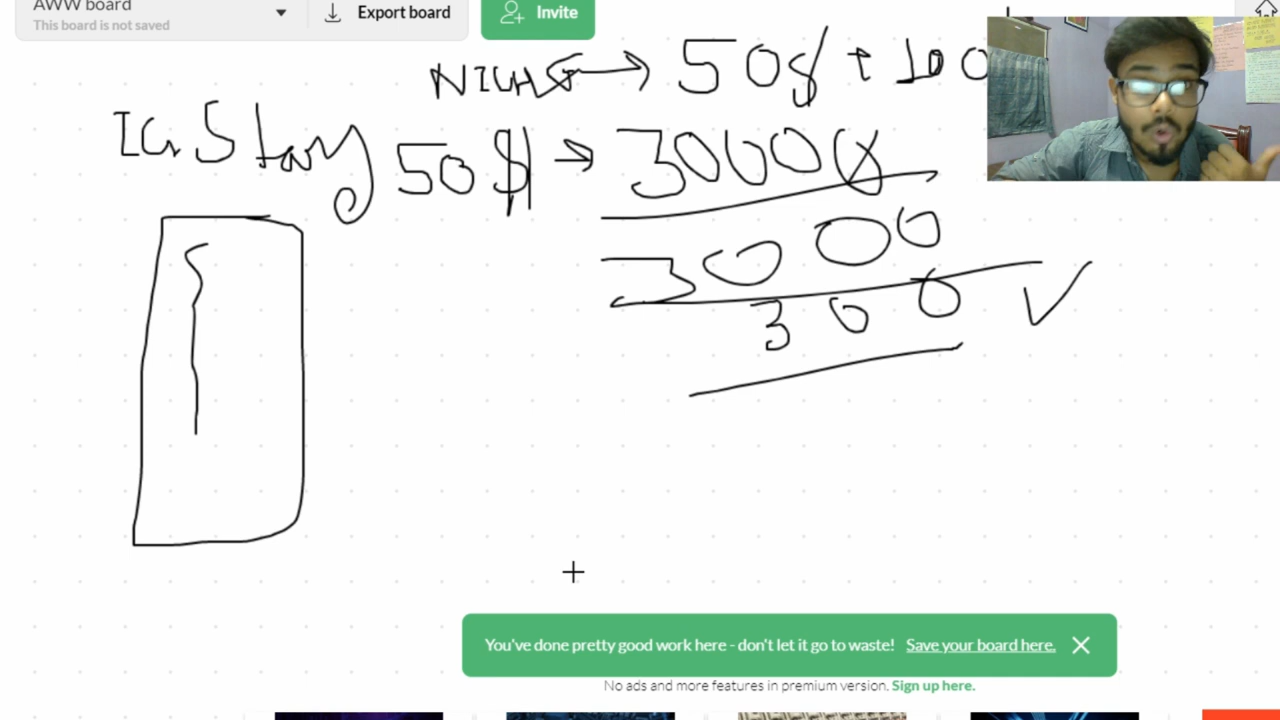 AWW board
This board is not saved
Export board
Invite
→ 50$ + 100
IG Story 50$ → 30000
3000
300 ✓
You've done pretty good work here - don't let it go to waste! Save your board here.
No ads and more features in premium version. Sign up here.